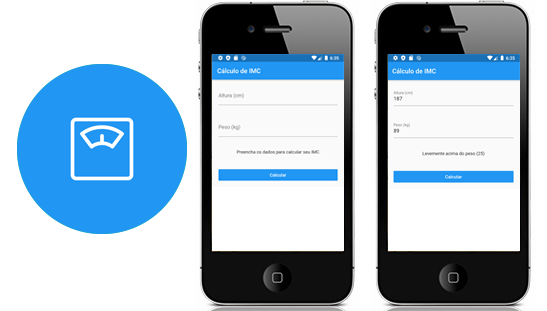 6:35
Cálculo de IMC
Altura (cm)
Peso (kg)
Preencha os dados para calcular seu IMC
Calcular
6:35
Cálculo de IMC
Altura (cm)
187
Peso (kg)
89
Levemente acima do peso (25)
Calcular